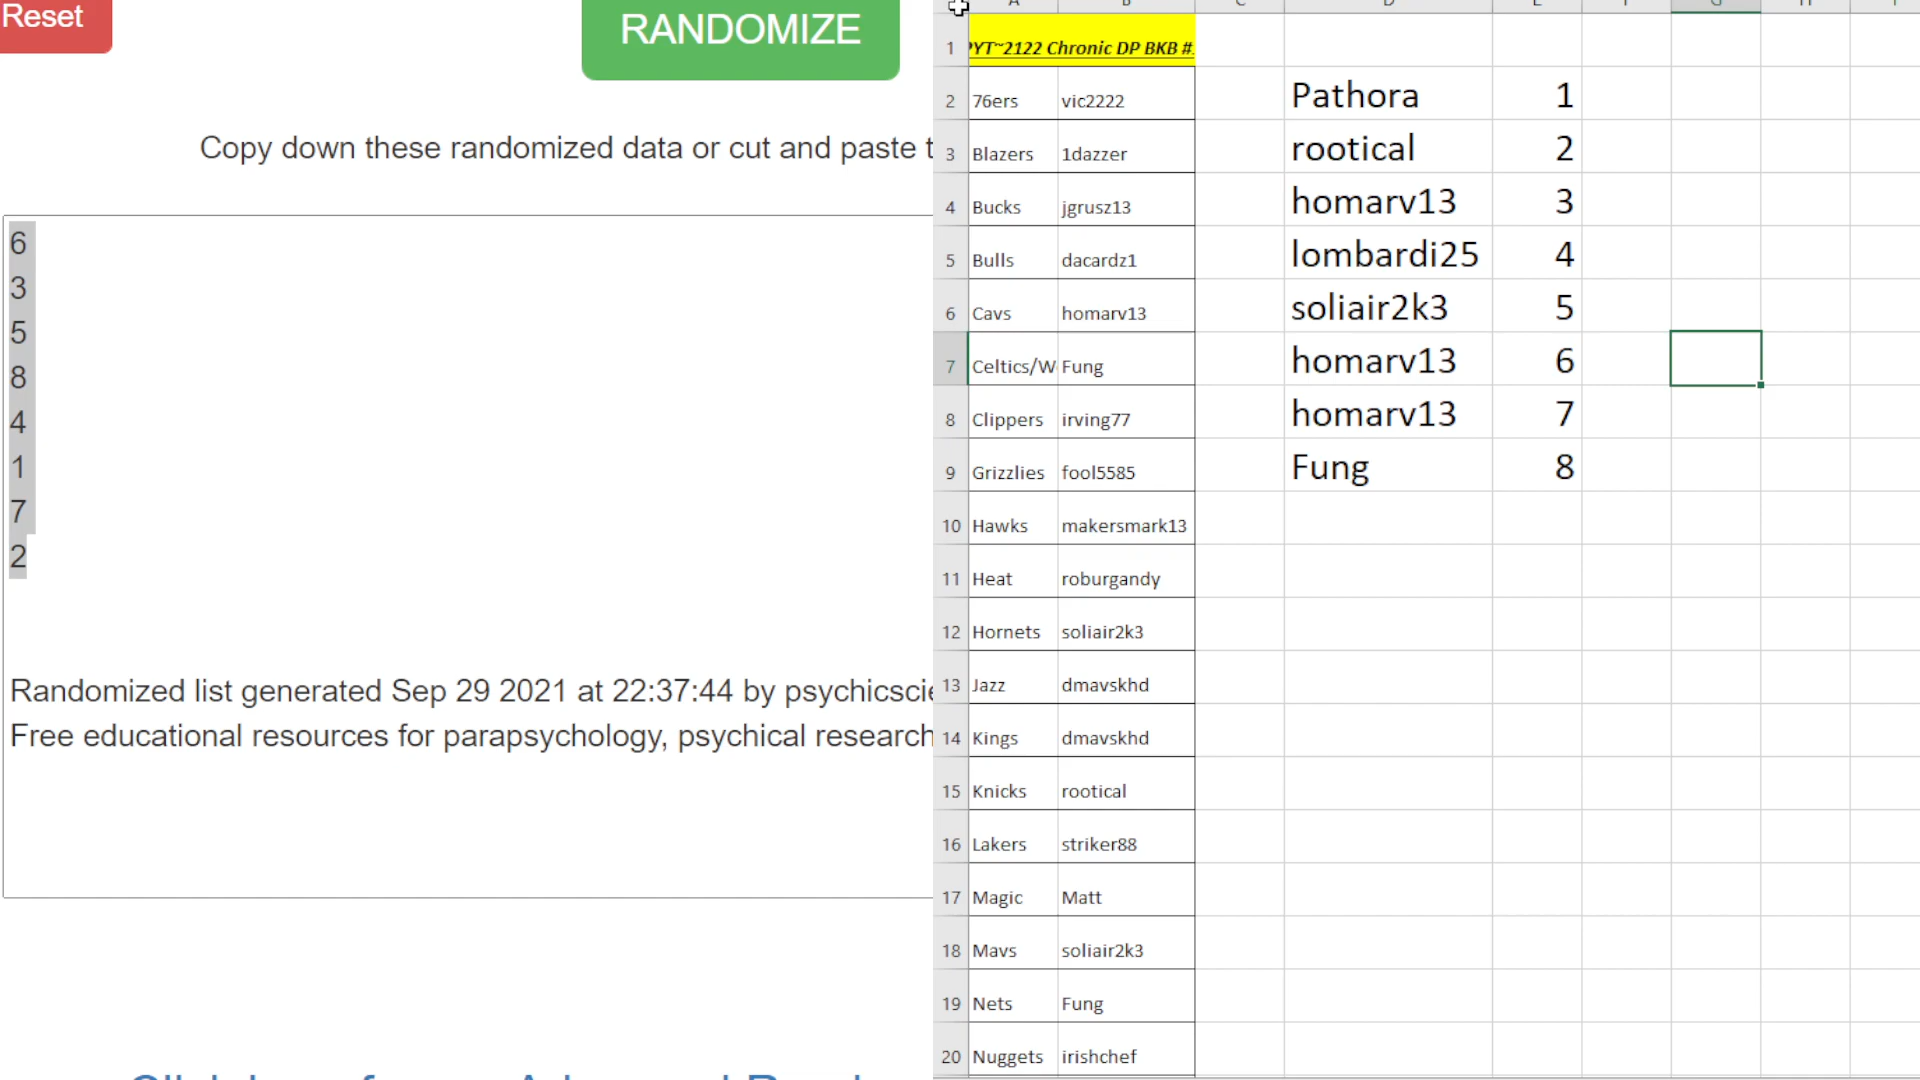 Reset
RANDOMIZE
Copy down these randomized data or cut and paste
6
3
5
8
4
1
7
2
Randomized list generated Sep 29 2021 at 22:37:44 by
Free educational resources for parapsychology, psychical research
1 PYT~2122 Chronic DP BKB
2 76ers vic2222 Pathora 1
3 Blazers 1dazzer rootical 2
4 Bucks jgrusz13 homarv13 3
5 Bulls dacardz1 lombardi25 4
6 Cavs homarv13 soliair2k3 5
7 Celtics/W Fung homarv13 6
8 Clippers irving77 homarv13 7
9 Grizzlies fool5585 Fung 8
10 Hawks makersmark13
11 Heat roburgandy
12 Hornets soliair2k3
13 Jazz dmavskhd
14 Kings dmavskhd
15 Knicks rootical
16 Lakers striker88
17 Magic Matt
18 Mavs soliair2k3
19 Nets Fung
20 Nuggets irishchef